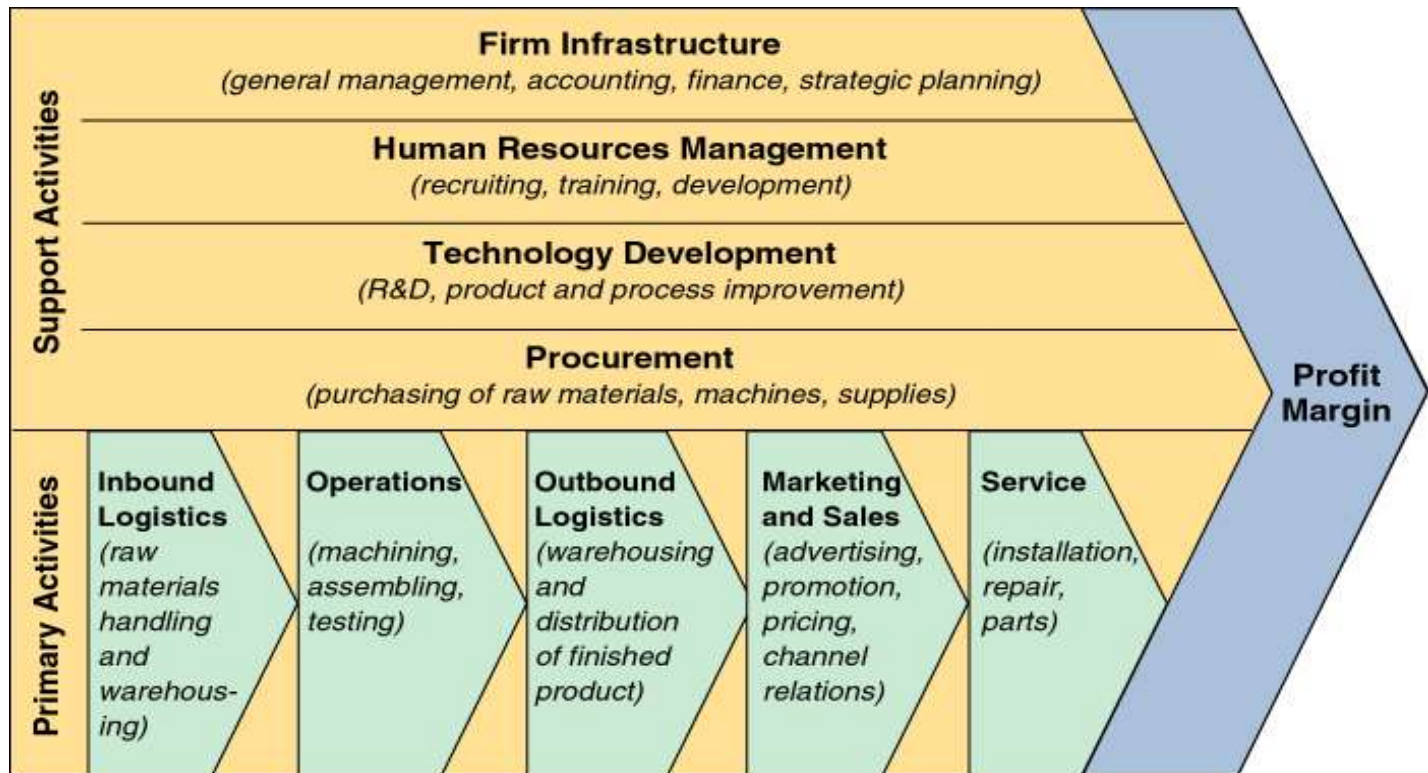 Support Activities
Firm Infrastructure
(general management, accounting, finance, strategic planning)
Human Resources Management
(recruiting, training, development)
Technology Development
(R&D, product and process improvement)
Procurement
(purchasing of raw materials, machines, supplies)
Profit
Margin
Primary Activities
Inbound
Logistics
(raw
materials
handling
and
warehous-
ing)
Operations
(machining,
assembling,
testing)
Outbound
Logistics
(warehousing
and
distribution
of finished
product)
Marketing
and Sales
(advertising,
promotion,
pricing,
channel
relations)
Service
(installation,
repair,
parts)